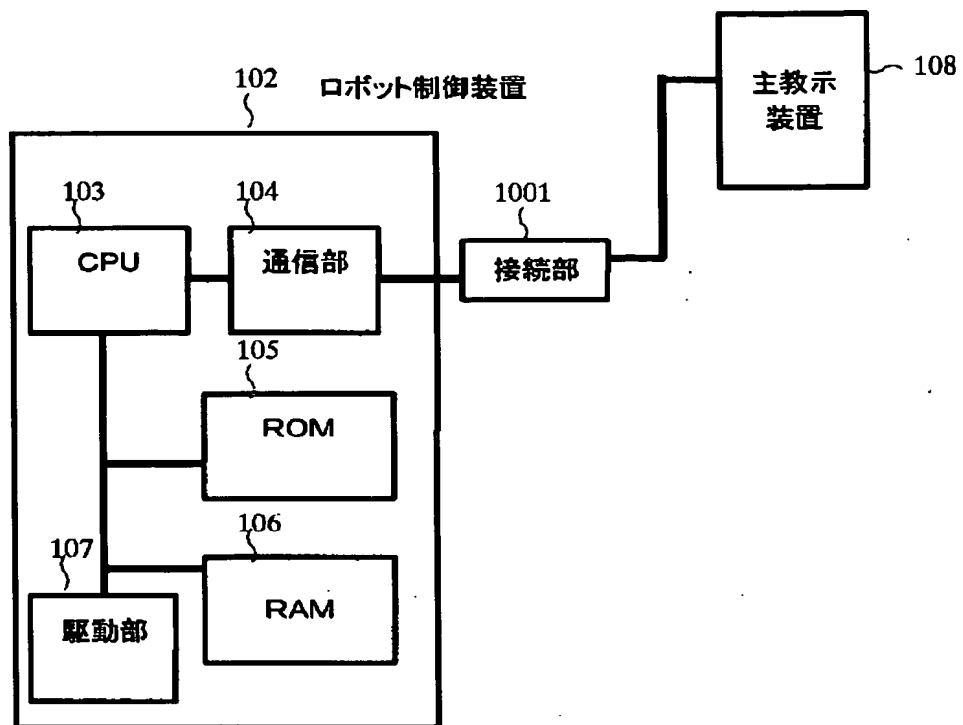 102
ロボット制御装置
主教示
装置
108
103
104
1001
CPU
通信部
接続部
105
ROM
106
107
RAM
駆動部